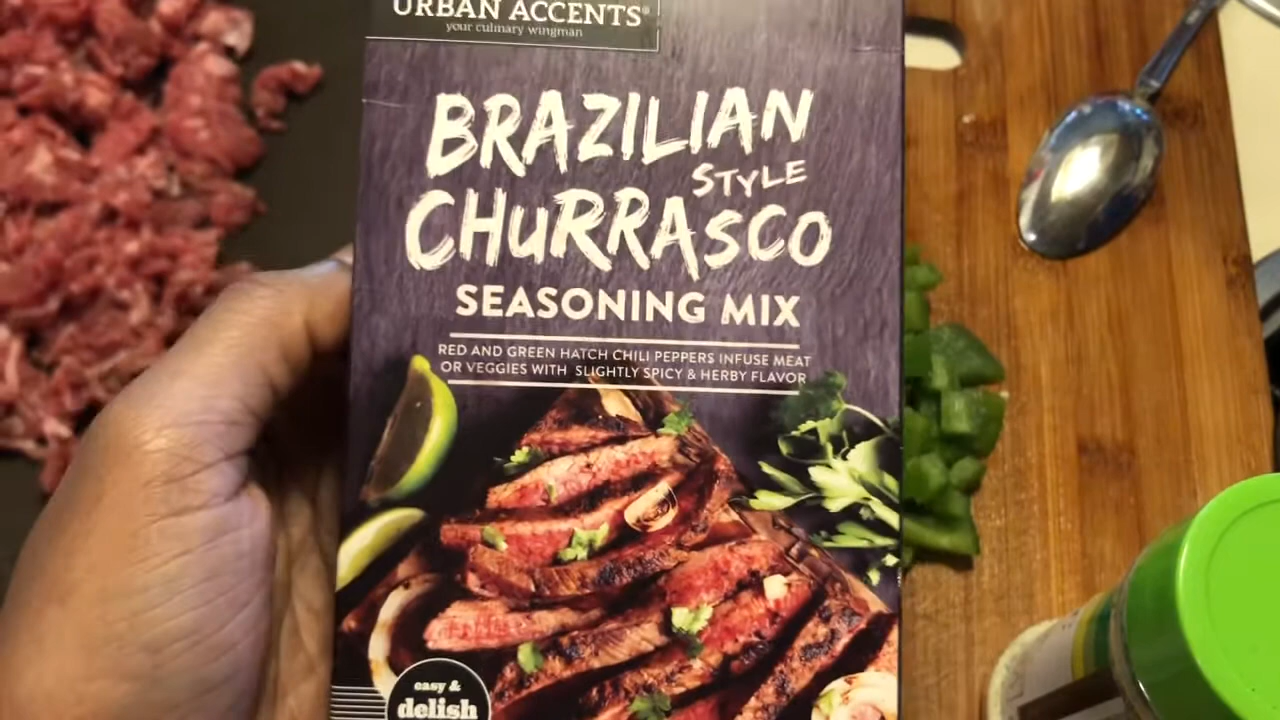 URBAN ACCENTS®
your culinary wingman
BRAZILIAN
STYLE
CHURRASCO
SEASONING MIX
RED AND GREEN HATCH CHILI PEPPERS INFUSE MEAT
OR VEGGIES WITH SLIGHTLY SPICY & HERBY FLAVOR
easy &
delish